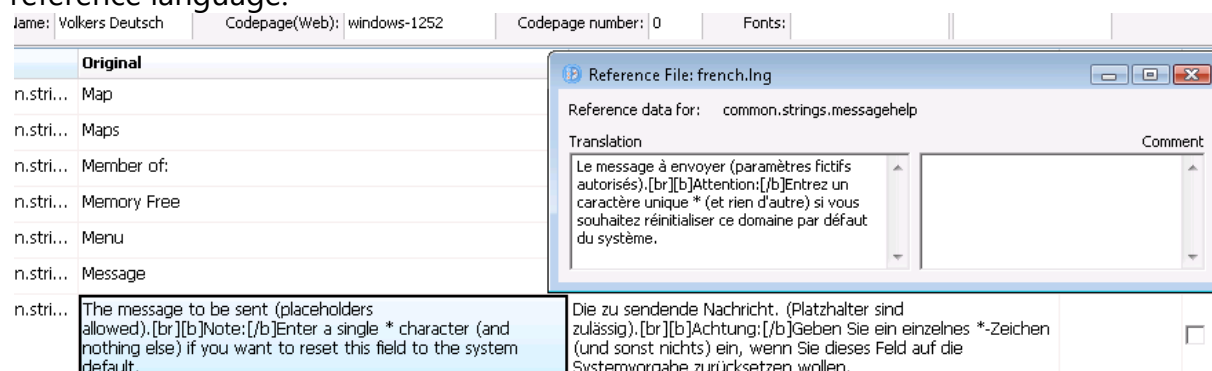 reference language.
Name: Volkers Deutsch Codepage(Web): windows-1252 Codepage number: 0 Fonts:
Original
n.stri... Map
n.stri... Maps
n.stri... Member of:
n.stri... Memory Free
n.stri... Menu
n.stri... Message
Reference File: french.lng
Reference data for: common.strings.messagehelp
Translation Comment
Le message à envoyer (paramètres fictifs
autorisés).[br][b]Attention:[/b]Entrez un
caractère unique * (et rien d'autre) si vous
souhaitez réinitialiser ce domaine par défaut
du système.
n.stri... The message to be sent (placeholders
allowed).[br][b]Note:[/b]Enter a single * character (and
nothing else) if you want to reset this field to the system
default.
Die zu sendende Nachricht. (Platzhalter sind
zulässig).[br][b]Achtung:[/b]Geben Sie ein einzelnes *-Zeichen
(und sonst nichts) ein, wenn Sie dieses Feld auf die
Systemvorgabe zurücksetzen wollen.